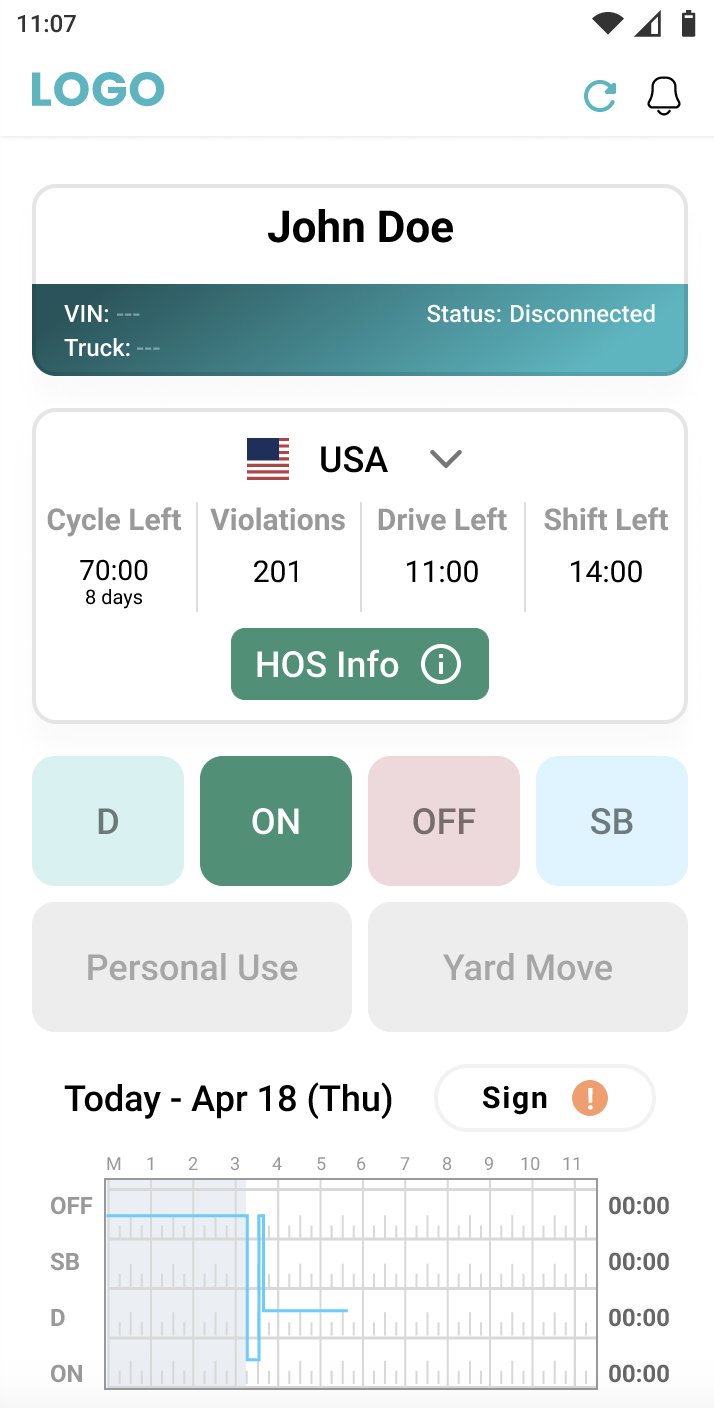 11:07
LOGO
John Doe
VIN: ---
Status: Disconnected
Truck: ---
USA
Cycle Left Violations Drive Left Shift Left
70:00 201 11:00 14:00
8 days
HOS Info
D ON OFF SB
Personal Use Yard Move
Today - Apr 18 (Thu) Sign !
M 1 2 3 4 5 6 7 8 9 10 11
OFF 00:00
SB 00:00
D 00:00
ON 00:00